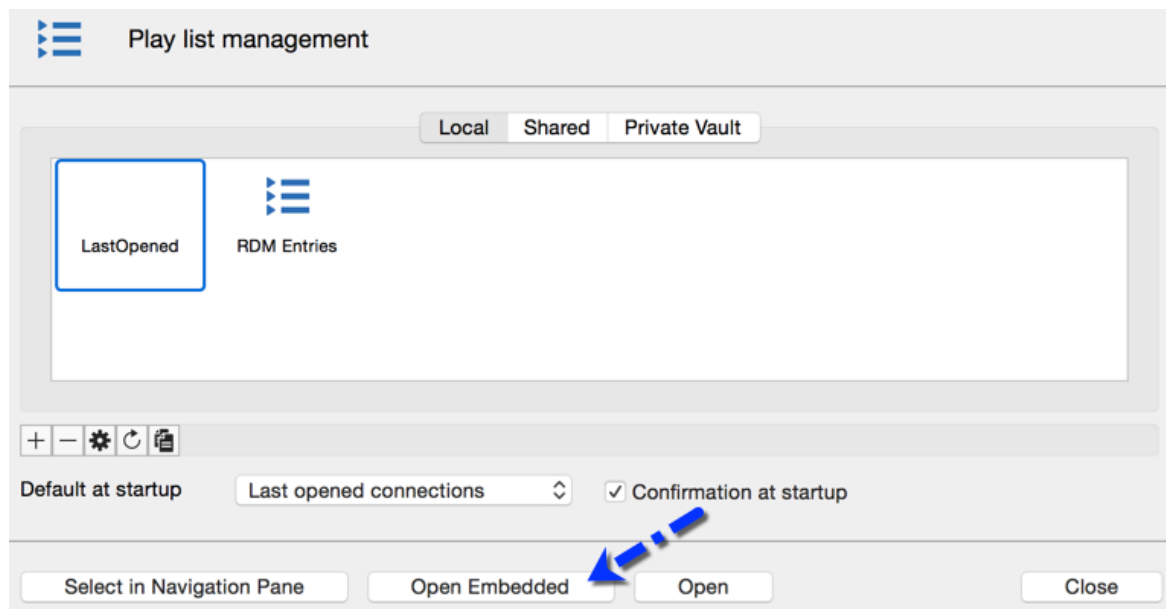 Play list management
Local Shared Private Vault
LastOpened RDM Entries
Default at startup Last opened connections Confirmation at startup
Select in Navigation Pane Open Embedded Open Close